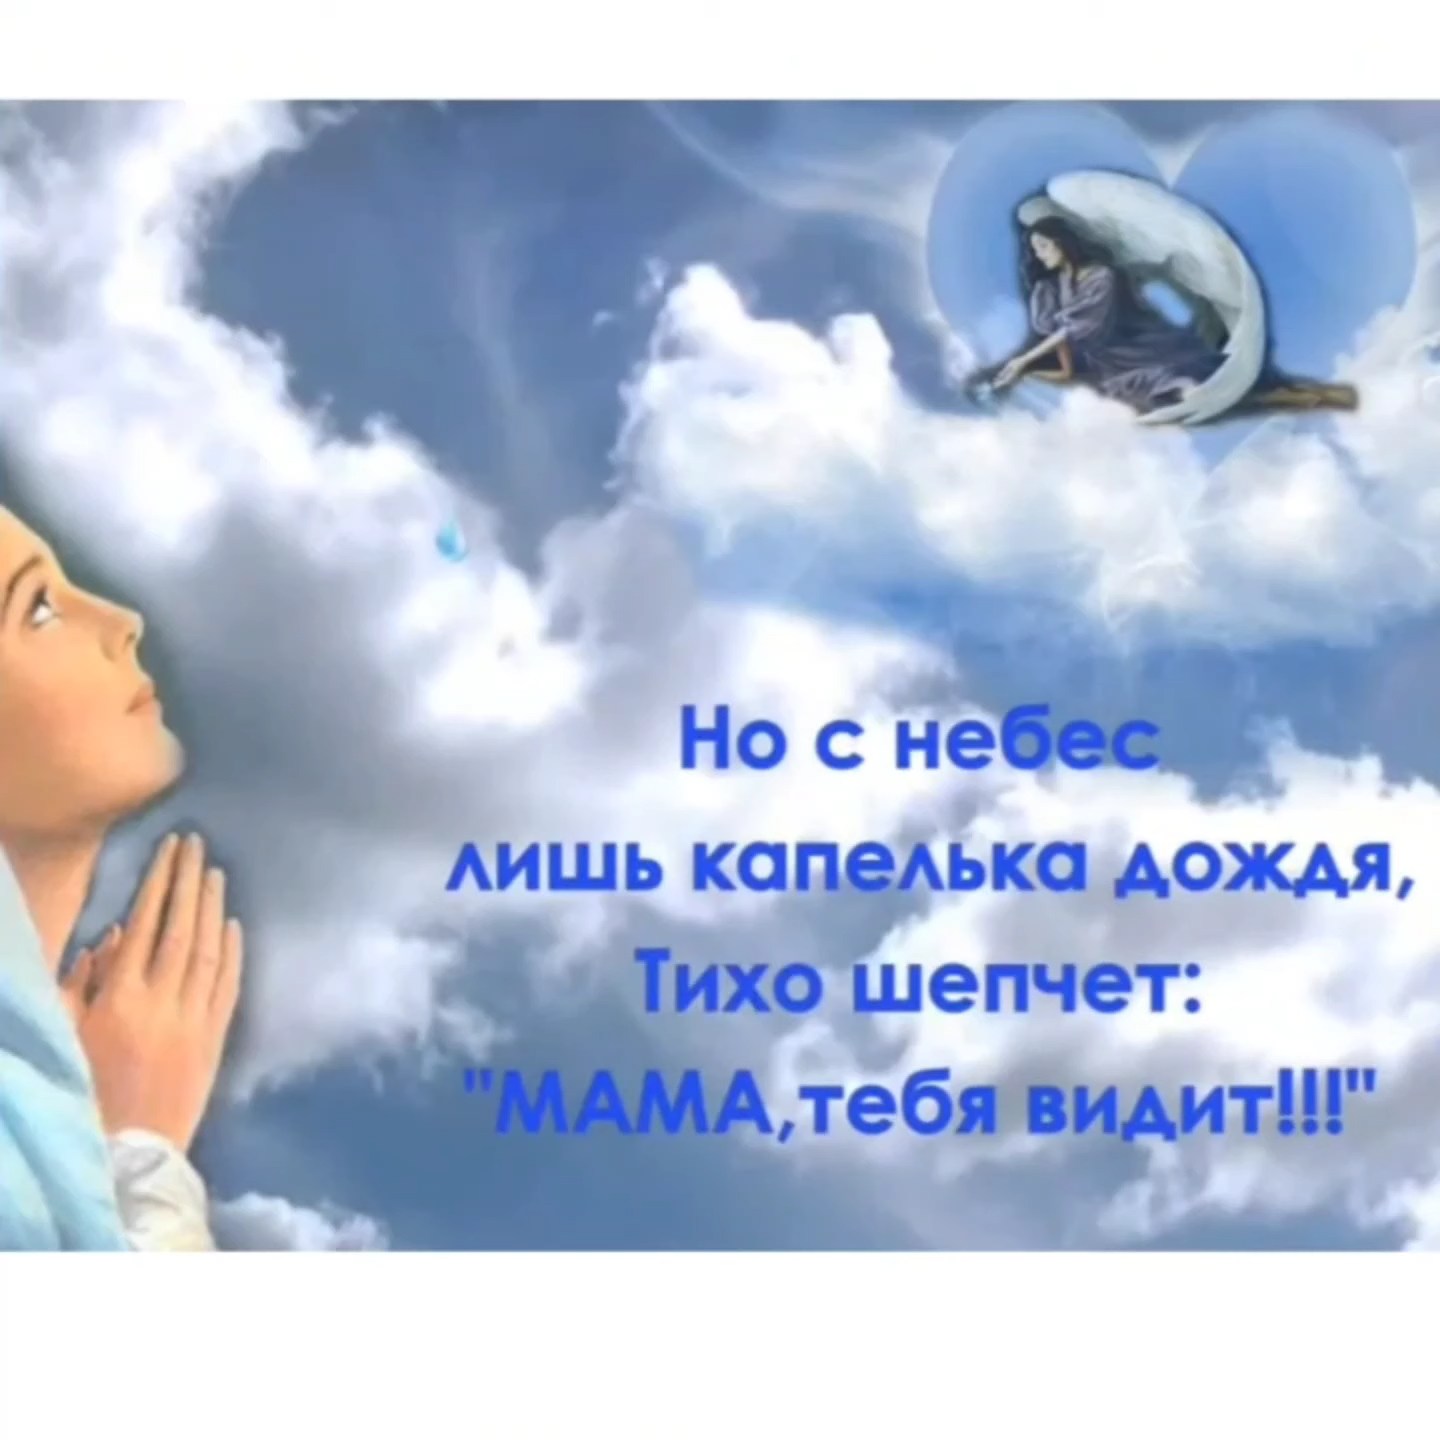 Но с небес
лишь капелька дождя,
Тихо шепчет:
"МАМА,тебя видит!!!"